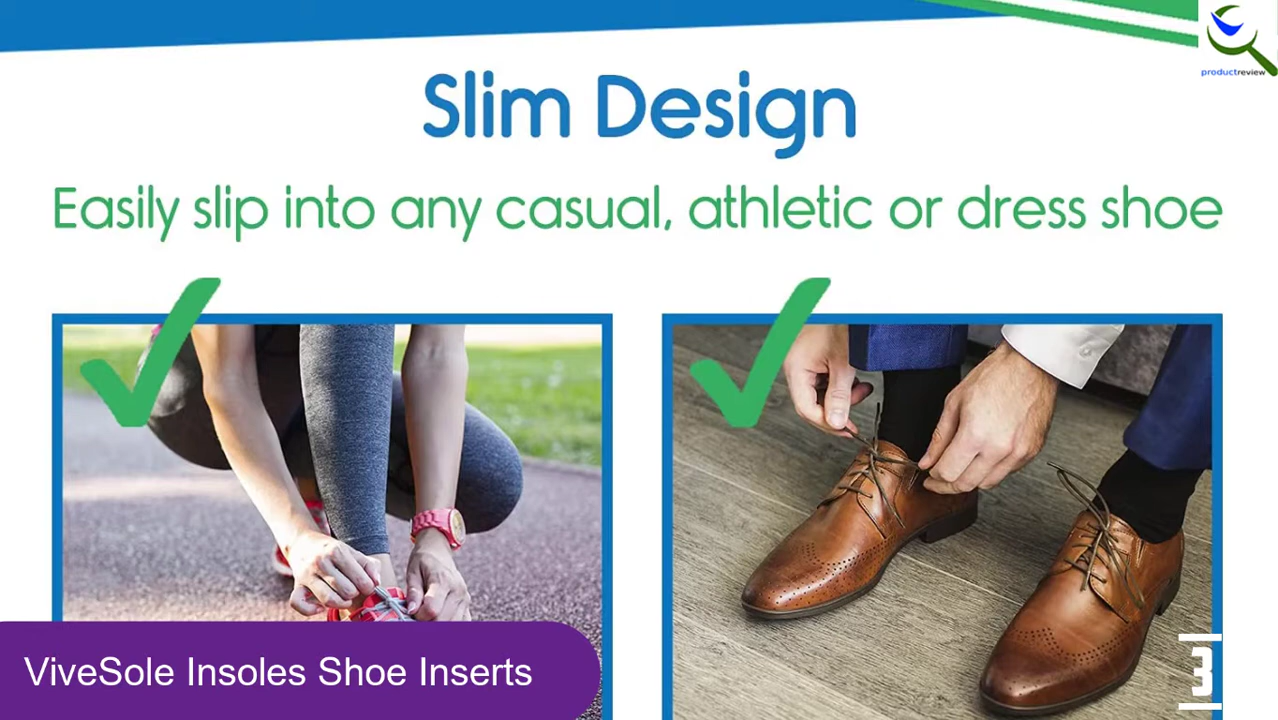 productreview
Slim Design
Easily slip into any casual, athletic or dress shoe
ViveSole Insoles Shoe Inserts
3